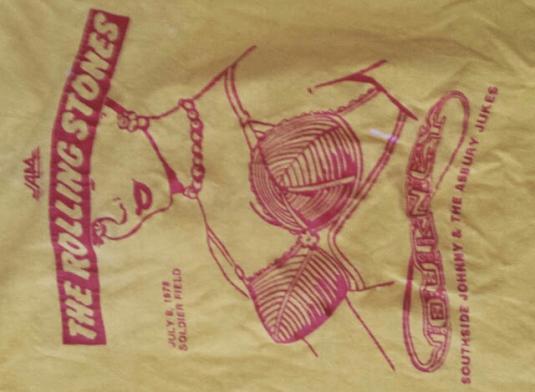 JAM
THE ROLLING STONES
JULY 8, 1978
SOLDIER FIELD
JOURNEY
SOUTHSIDE JOHNNY & THE ASBURY JUKES